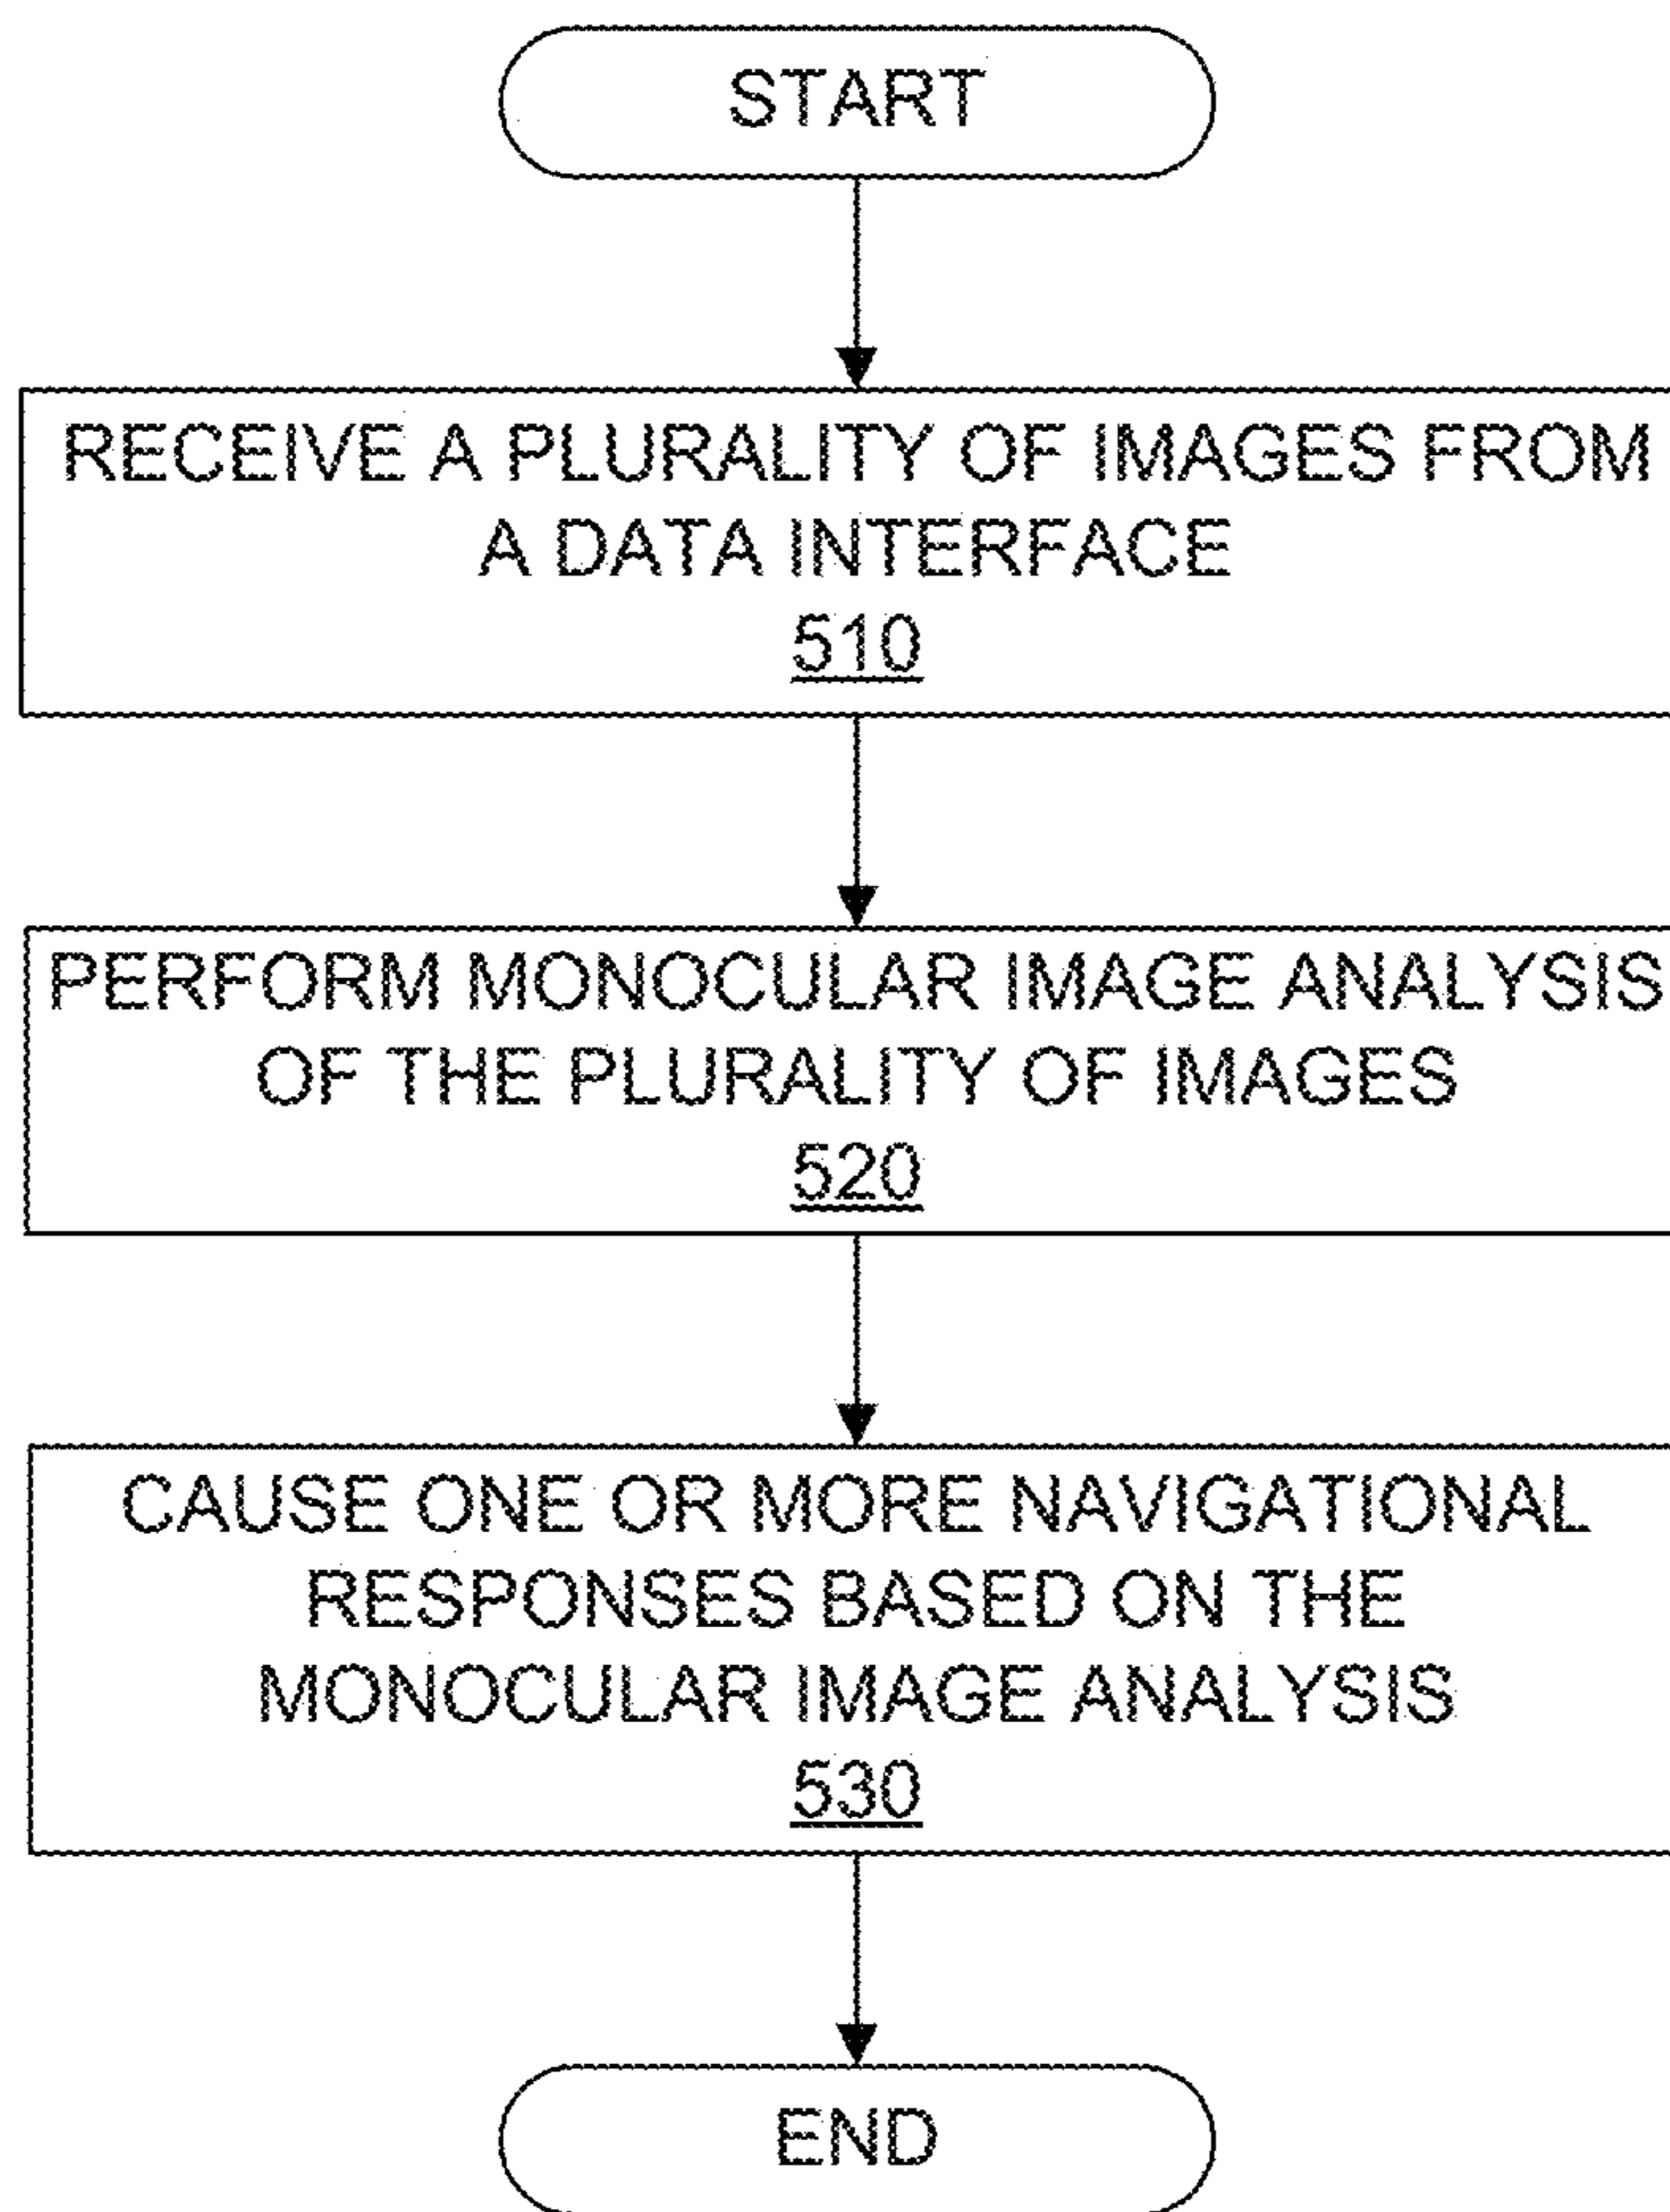 START
RECEIVE A PLURALITY OF IMAGES FROM
A DATA INTERFACE
510
PERFORM MONOCULAR IMAGE ANALYSIS
OF THE PLURALITY OF IMAGES
520
CAUSE ONE OR MORE NAVIGATIONAL
RESPONSES BASED ON THE
MONOCULAR IMAGE ANALYSIS
530
END